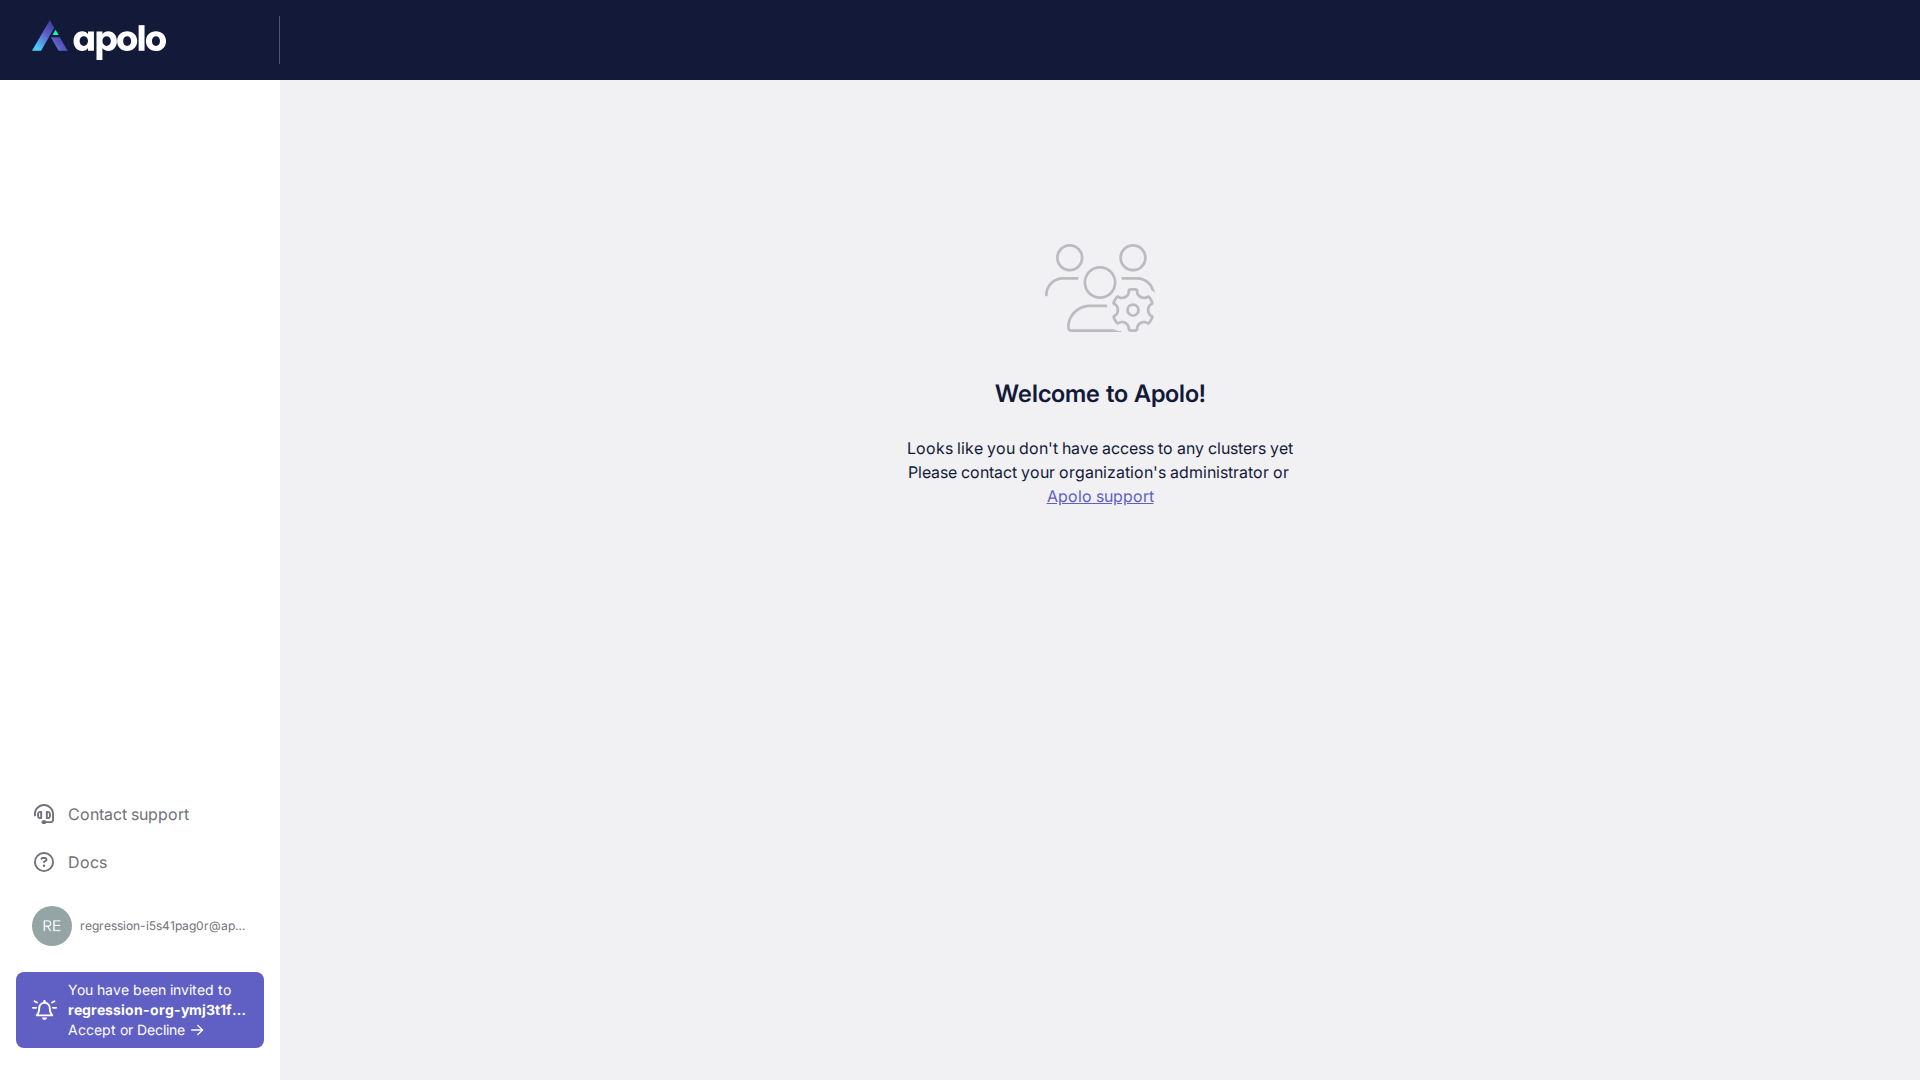 apolo
Welcome to Apolo!
Looks like you don't have access to any clusters yet
Please contact your organization's administrator or
Apolo support
Contact support
Docs
RE
regression-i5s41pag0r@ap...
You have been invited to
regression-org-ymj3t1f...
Accept or Decline →